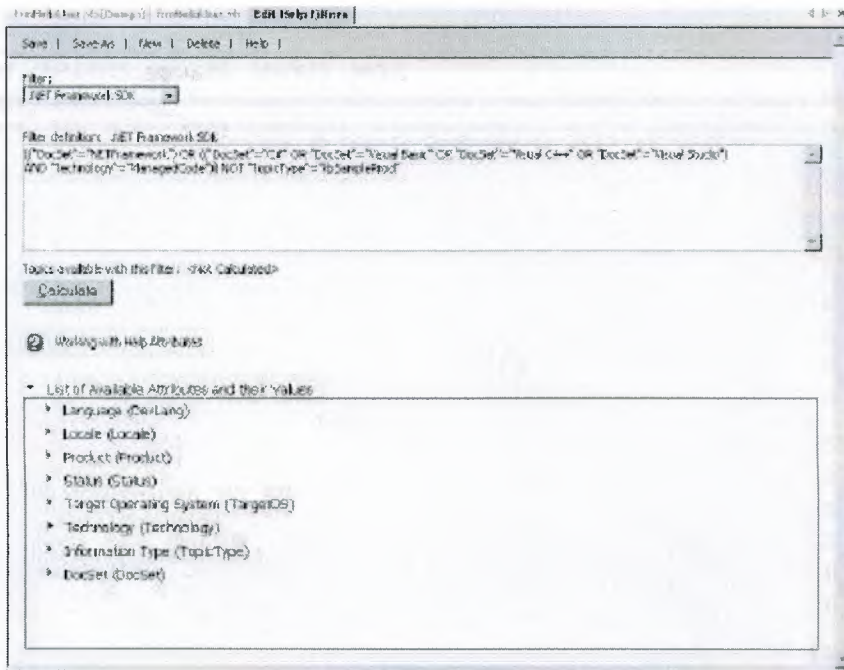 Edit Help Filters
Save | Save As | New | Delete | Help |
Filter:
.NET Framework SDK
Filter definition: .NET Framework SDK
(("DocSet"="NETFramework") OR (("DocSet"="C#" OR "DocSet"="Visual Basic" OR "DocSet"="Visual C++" OR "DocSet"="Visual Studio")
AND "Technology"="ManagedCode")) NOT "TopicType"="kbSampleProd"
Topics available with this filter: <Not Calculated>
Calculate
Working with Help Attributes
List of Available Attributes and their Values
Language (DevLang)
Locale (Locale)
Product (Product)
Status (Status)
Target Operating System (TargetOS)
Technology (Technology)
Information Type (TopicType)
DocSet (DocSet)